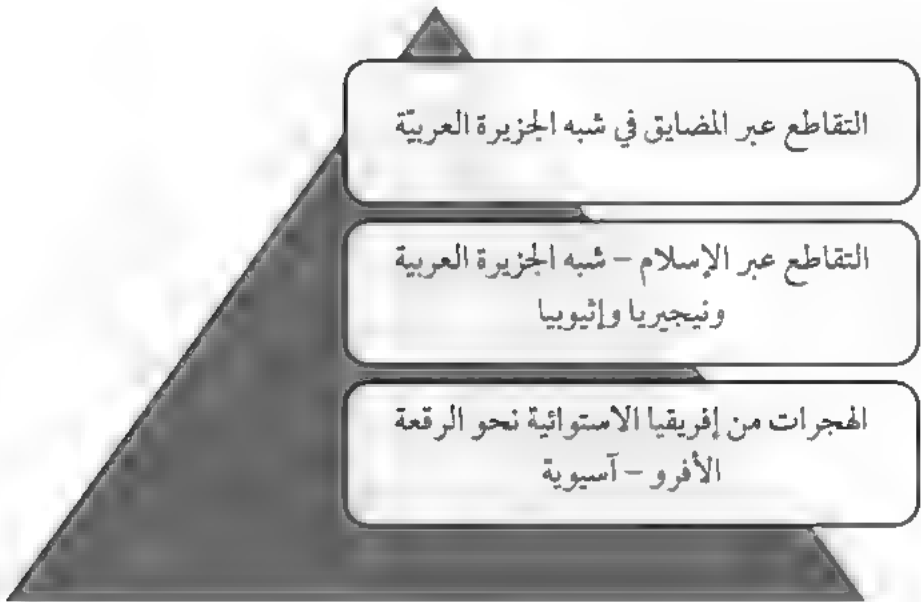 التقاطع عبر المضايق في شبه الجزيرة العربيّة
التقاطع عبر الإسلام – شبه الجزيرة العربية
ونيجيريا وإثيوبيا
الهجرات من إفريقيا الاستوائية نحو الرقعة
الأفرو – آسيوية